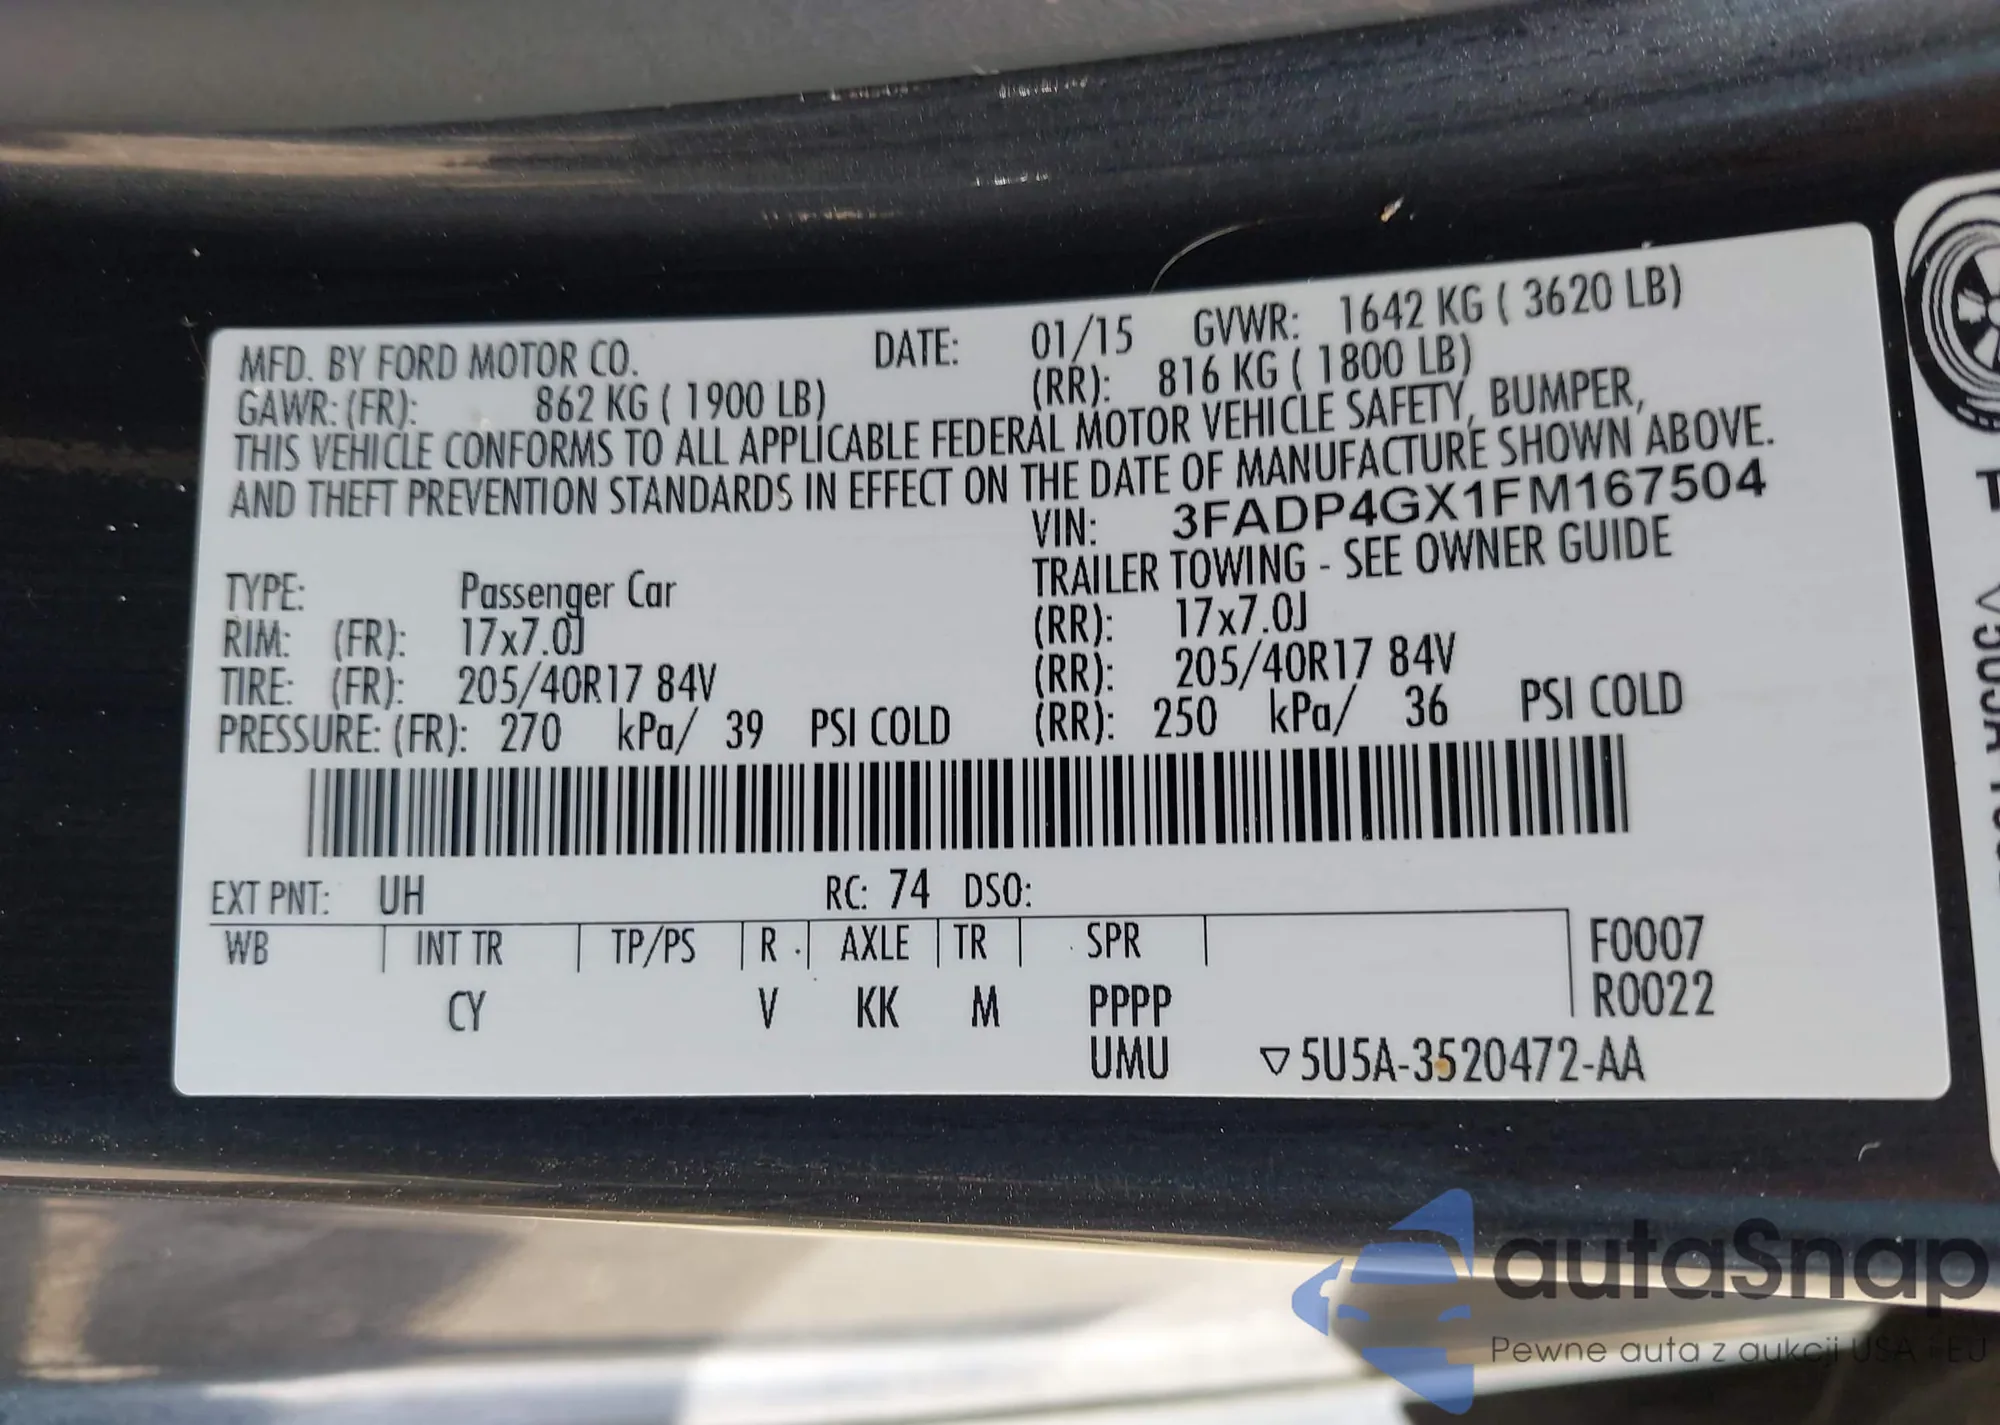 MFD. BY FORD MOTOR CO. DATE: 01/15 GVWR: 1642 KG ( 3620 LB)
GAWR: (FR): 862 KG ( 1900 LB) (RR): 816 KG ( 1800 LB)
THIS VEHICLE CONFORMS TO ALL APPLICABLE FEDERAL MOTOR VEHICLE SAFETY, BUMPER,
AND THEFT PREVENTION STANDARDS IN EFFECT ON THE DATE OF MANUFACTURE SHOWN ABOVE.
VIN: 3FADP4GX1FM167504
TYPE: Passenger Car TRAILER TOWING - SEE OWNER GUIDE
RIM: (FR): 17x7.0J (RR): 17x7.0J
TIRE: (FR): 205/40R17 84V (RR): 205/40R17 84V
PRESSURE: (FR): 270 kPa/ 39 PSI COLD (RR): 250 kPa/ 36 PSI COLD
EXT PNT: UH RC: 74 DSO:
WB INT TR TP/PS R . AXLE TR SPR F0007
CY V KK M PPPP R0022
UMU ▽ 5U5A-3520472-AA
autaSnap
Pewne auta z aukcji USA i EU